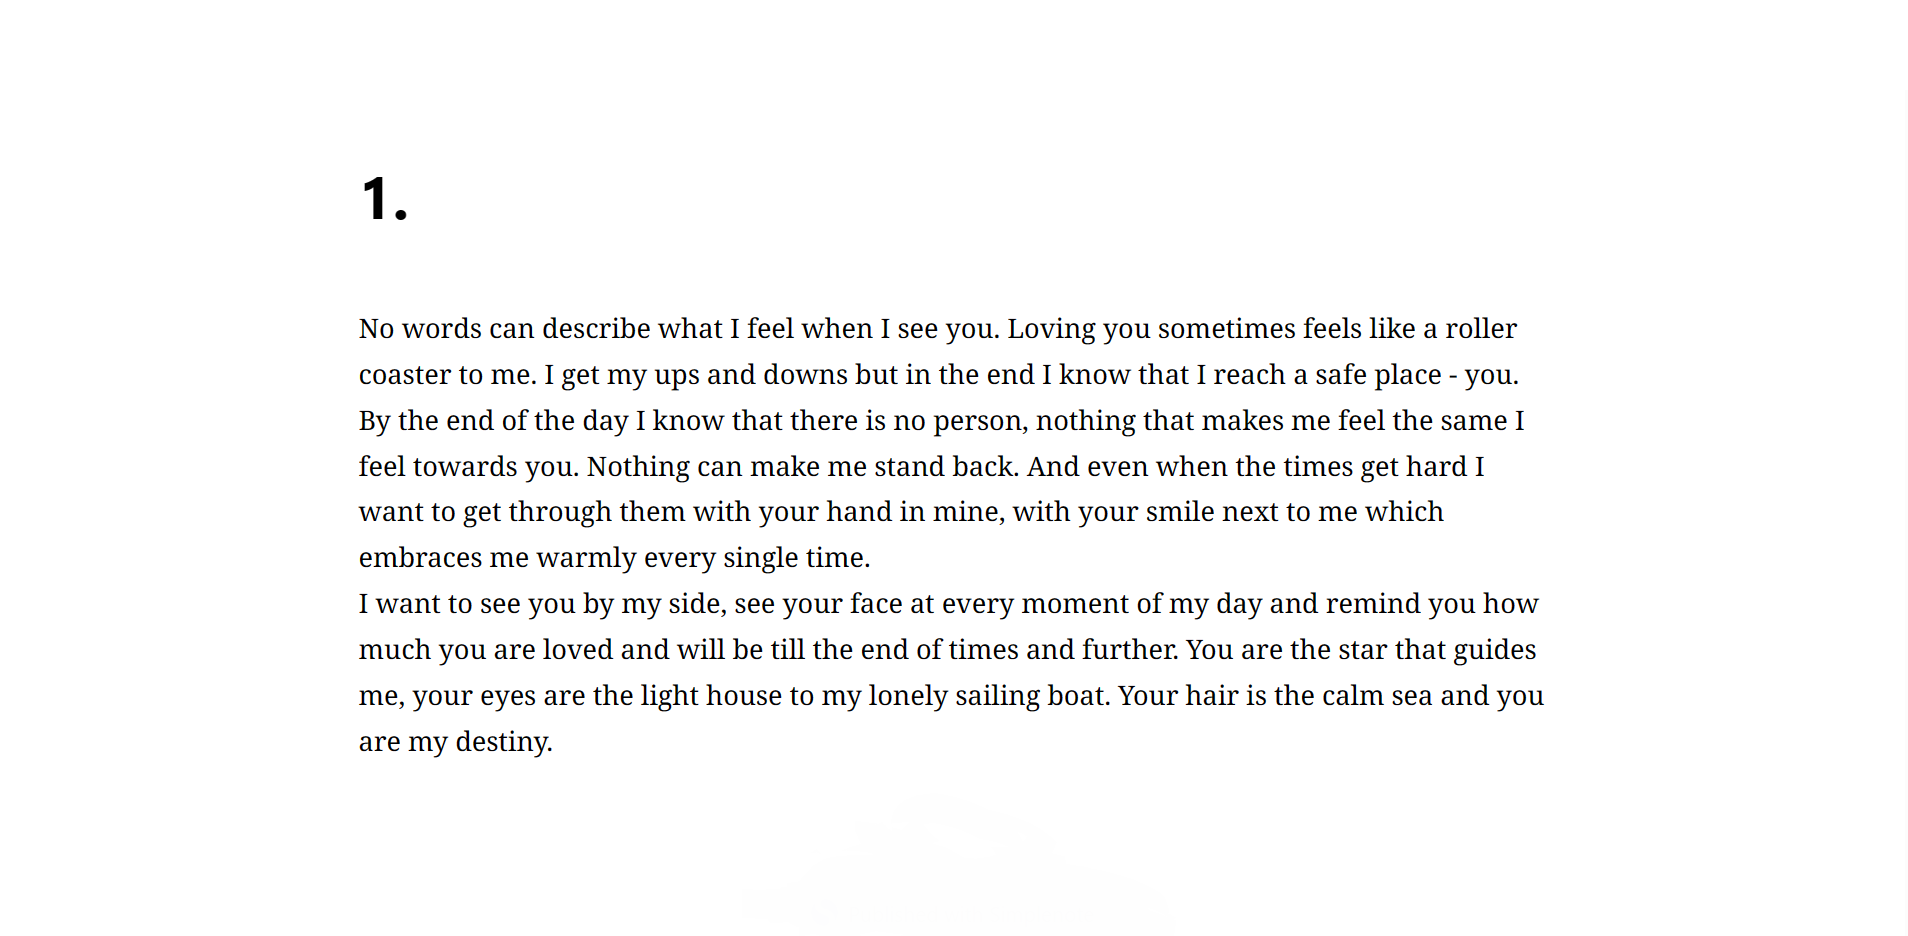 1.
No words can describe what I feel when I see you. Loving you sometimes feels like a roller
coaster to me. I get my ups and downs but in the end I know that I reach a safe place - you.
By the end of the day I know that there is no person, nothing that makes me feel the same I
feel towards you. Nothing can make me stand back. And even when the times get hard I
want to get through them with your hand in mine, with your smile next to me which
embraces me warmly every single time.
I want to see you by my side, see your face at every moment of my day and remind you how
much you are loved and will be till the end of times and further. You are the star that guides
me, your eyes are the light house to my lonely sailing boat. Your hair is the calm sea and you
are my destiny.